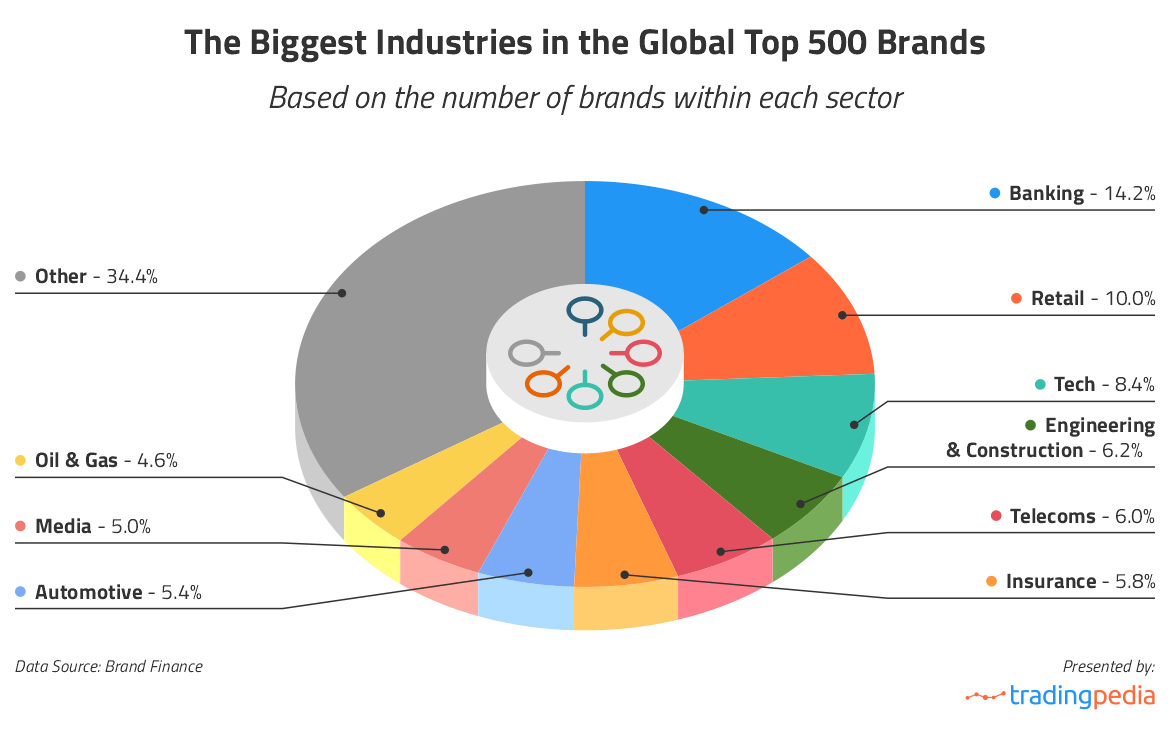 The Biggest Industries in the Global Top 500 Brands
Based on the number of brands within each sector
Banking - 14.2%
Retail - 10.0%
Tech - 8.4%
Engineering
& Construction - 6.2%
Telecoms - 6.0%
Insurance - 5.8%
Other - 34.4%
Oil & Gas - 4.6%
Media - 5.0%
Automotive - 5.4%
Data Source: Brand Finance
Presented by:
tradingpedia